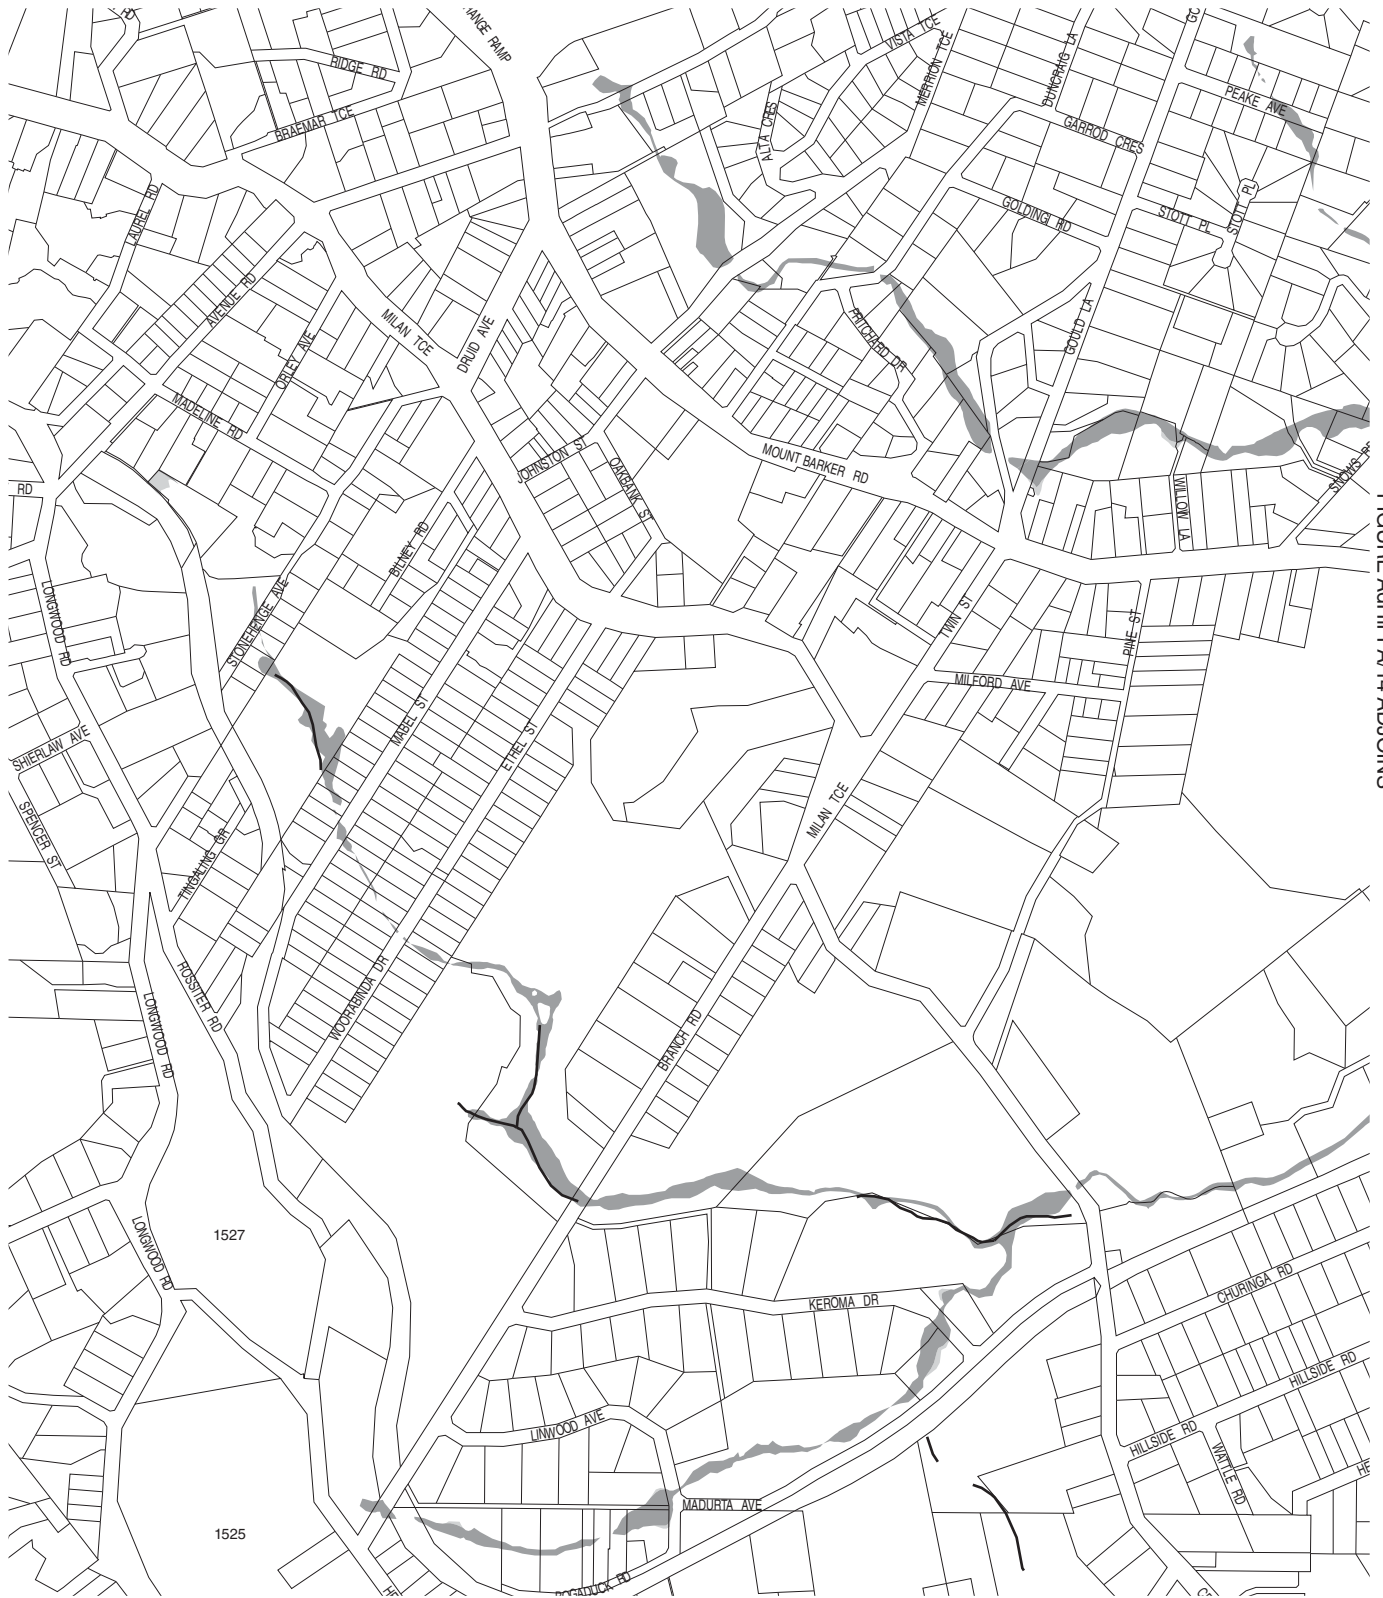 RD
RIDGE RD
BRAEMAR TCE
VISTA TCE
MERRION TCE
DUNCRAIG LA
PEAKE AVE
GARROD CRES
ALTA CRES
LAUREL RD
GOLDING RD
STOTT PL
STOTT PL
AVENUE RD
MILAN TCE
DRUID AVE
ORLEY AVE
PRITCHARD DR
GOULD LA
MADELINE RD
JOHNSTON ST
OAKBANK ST
MOUNT BARKER RD
RD
WILLOW LA
BILNEY RD
LONGWOOD RD
STONEHENGE AVE
TWIN ST
PINE ST
MILFORD AVE
MABEL ST
ETHEL ST
SHIERLAW AVE
SPENCER ST
MILAN TCE
TINGALING GR
ROSSITER RD
WOORABINDA DR
LONGWOOD RD
BRANCH RD
LONGWOOD RD
1527
CHURINGA RD
KEROMA DR
HILLSIDE RD
LINWOOD AVE
HILLSIDE RD
WATTLE RD
MADURTA AVE
1525